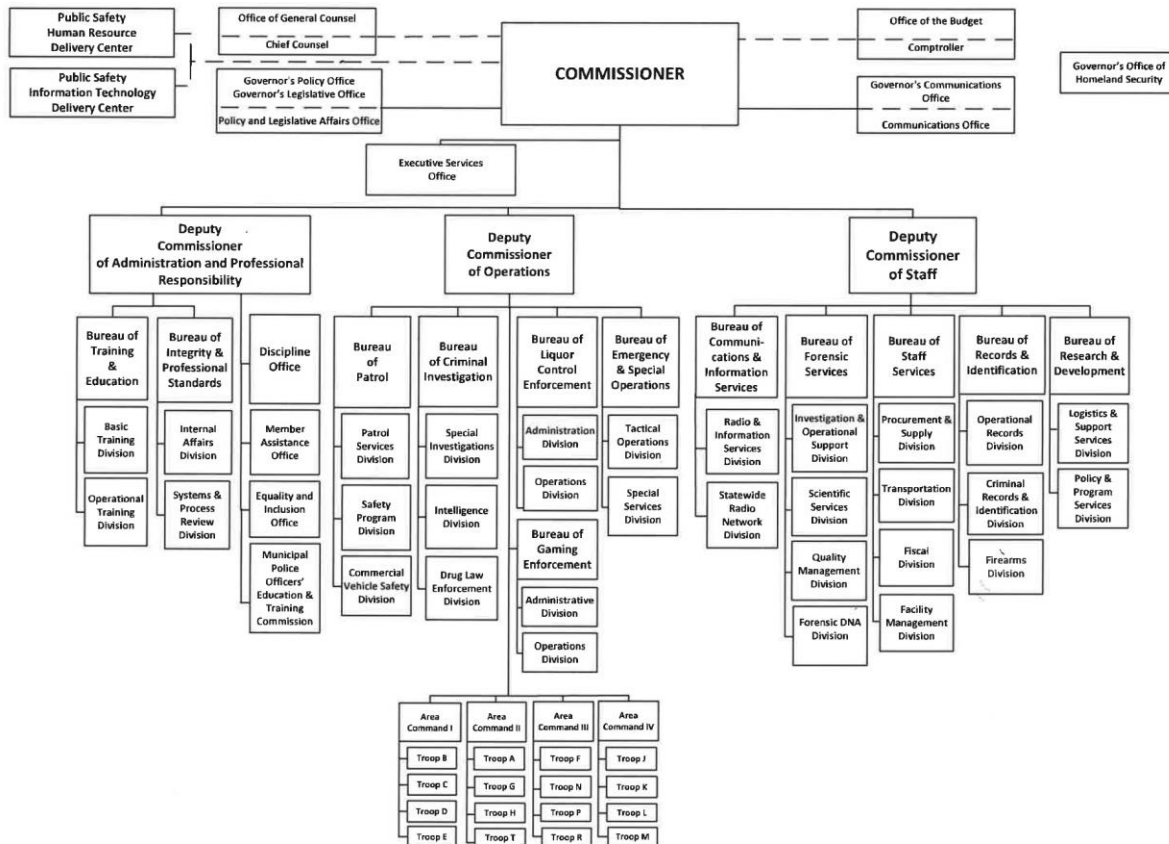 Public Safety
Human Resource
Delivery Center
Public Safety
Information Technology
Delivery Center
Office of General Counsel
Chief Counsel
Governor's Policy Office
Governor's Legislative Office
Policy and Legislative Affairs Office
COMMISSIONER
Office of the Budget
Comptroller
Governor's Communications
Office
Communications Office
Governor's Office of
Homeland Security
Executive Services
Office
Deputy
Commissioner
of Administration and Professional
Responsibility
Deputy
Commissioner
of Operations
Deputy
Commissioner
of Staff
Bureau of
Training
&
Education
Basic
Training
Division
Operational
Training Division
Bureau of
Integrity &
Professional
Standards
Internal
Affairs
Division
Systems &
Process
Review
Division
Discipline
Office
Member
Assistance
Office
Equality and
Inclusion
Office
Municipal
Police
Officers'
Education &
Training
Commission
Bureau
of
Patrol
Patrol
Services
Division
Safety
Program
Division
Commercial
Vehicle Safety
Division
Bureau
of Criminal
Investigation
Special
Investigations
Division
Intelligence
Division
Drug Law
Enforcement
Division
Bureau of
Liquor
Control
Enforcement
Administration
Division
Operations
Division
Bureau of
Gaming
Enforcement
Administrative
Division
Operations
Division
Bureau of
Emergency
& Special
Operations
Tactical
Operations
Division
Special
Services
Division
Bureau of
Communi-
cations &
Information
Services
Radio &
Information
Services
Division
Statewide
Radio
Network
Division
Bureau of
Forensic
Services
Investigation &
Operational
Support
Division
Scientific
Services
Division
Quality
Management
Division
Forensic DNA
Division
Bureau of
Staff
Services
Procurement &
Supply
Division
Transportation
Division
Fiscal
Division
Facility
Management
Division
Bureau of
Records &
Identification
Operational
Records
Division
Criminal
Records &
Identification
Division
Firearms
Division
Bureau of
Research &
Development
Logistics &
Support
Services
Division
Policy &
Program
Services
Division
Area
Command I
Troop B
Troop C
Troop D
Troop E
Area
Command II
Troop A
Troop G
Troop H
Troop T
Area
Command III
Troop F
Troop N
Troop P
Troop R
Area
Command IV
Troop J
Troop K
Troop L
Troop M